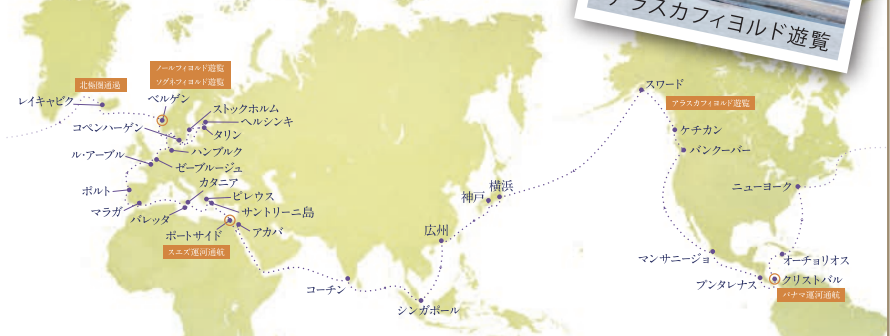 アラスカフィヨルド遊覧
北極圏通過
ノールフィヨルド遊覧
ソグネフィヨルド遊覧
レイキャビク
ベルゲン
ストックホルム
ヘルシンキ
タリン
コペンハーゲン
ハンブルク
ル・アーブル
ゼーブルージュ
カタニア
ポルト
ピレウス
マラガ
バレッタ
サントリーニ島
ポートサイド
アカバ
スエズ運河通航
コーチン
シンガポール
広州
神戸
横浜
スワード
アラスカフィヨルド遊覧
ケチカン
バンクーバー
ニューヨーク
マンサニージョ
オーチョリオス
プンタレナス
クリストバル
パナマ運河通航